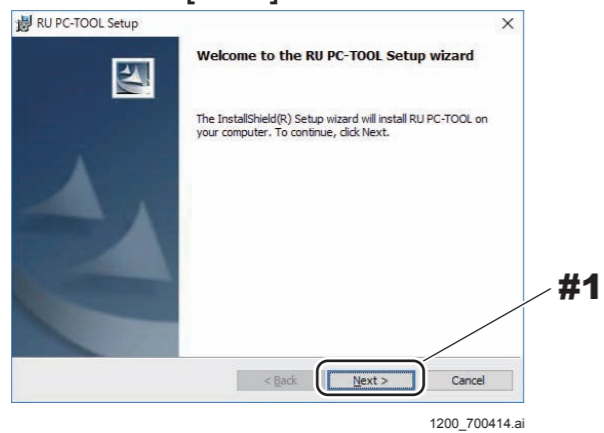 RU PC-TOOL Setup
Welcome to the RU PC-TOOL Setup wizard
The InstallShield(R) Setup wizard will install RU PC-TOOL on
your computer. To continue, click Next.
#1
< Back Next > Cancel
1200_700414.ai